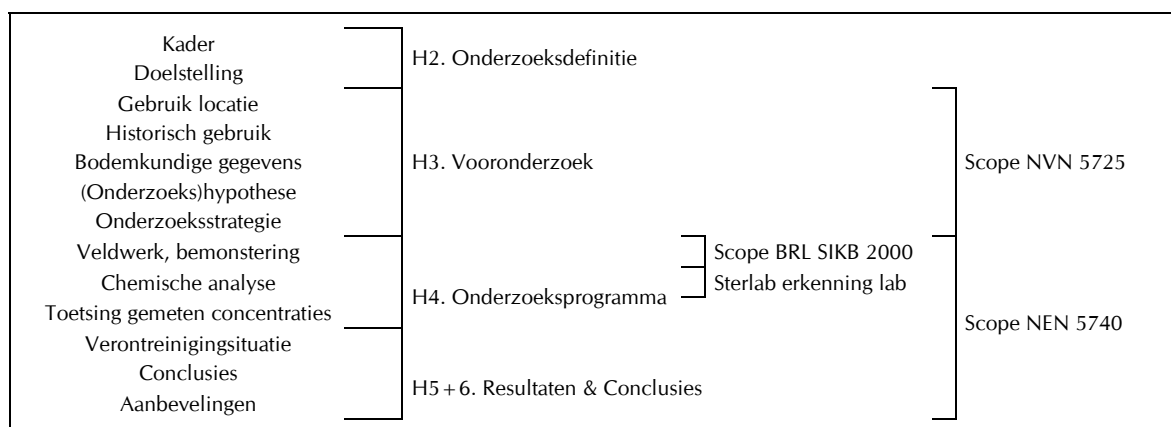 Kader
Doelstelling
H2. Onderzoeksdefinitie
Gebruik locatie
Historisch gebruik
Bodemkundige gegevens
(Onderzoeks)hypothese
Onderzoeksstrategie
H3. Vooronderzoek
Scope NVN 5725
Veldwerk, bemonstering
Chemische analyse
Toetsing gemeten concentraties
H4. Onderzoeksprogramma
Scope BRL SIKB 2000
Sterlab erkenning lab
Verontreinigingsituatie
Conclusies
Aanbevelingen
H5+6. Resultaten & Conclusies
Scope NEN 5740